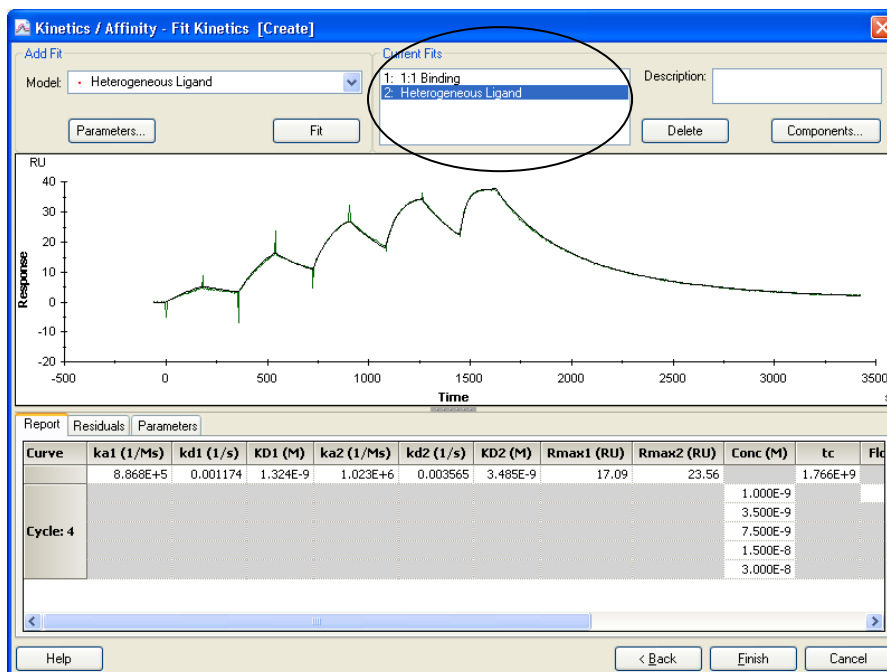 Kinetics / Affinity - Fit Kinetics [Create]
Add Fit
Current Fits
Model: Heterogeneous Ligand
1: 1:1 Binding
2: Heterogeneous Ligand
Description:
Parameters...
Fit
Delete
Components...
RU
40
30
20
10
0
-10
-20
Response
-500 0 500 1000 1500 2000 2500 3000 3500
Time
s
Report Residuals Parameters
Curve ka1 (1/Ms) kd1 (1/s) KD1 (M) ka2 (1/Ms) kd2 (1/s) KD2 (M) Rmax1 (RU) Rmax2 (RU) Conc (M) tc Flo
8.868E+5 0.001174 1.324E-9 1.023E+6 0.003565 3.485E-9 17.09 23.56 1.766E+9
1.000E-9
3.500E-9
Cycle: 4 7.500E-9
1.500E-8
3.000E-8
Help
< Back
Finish
Cancel